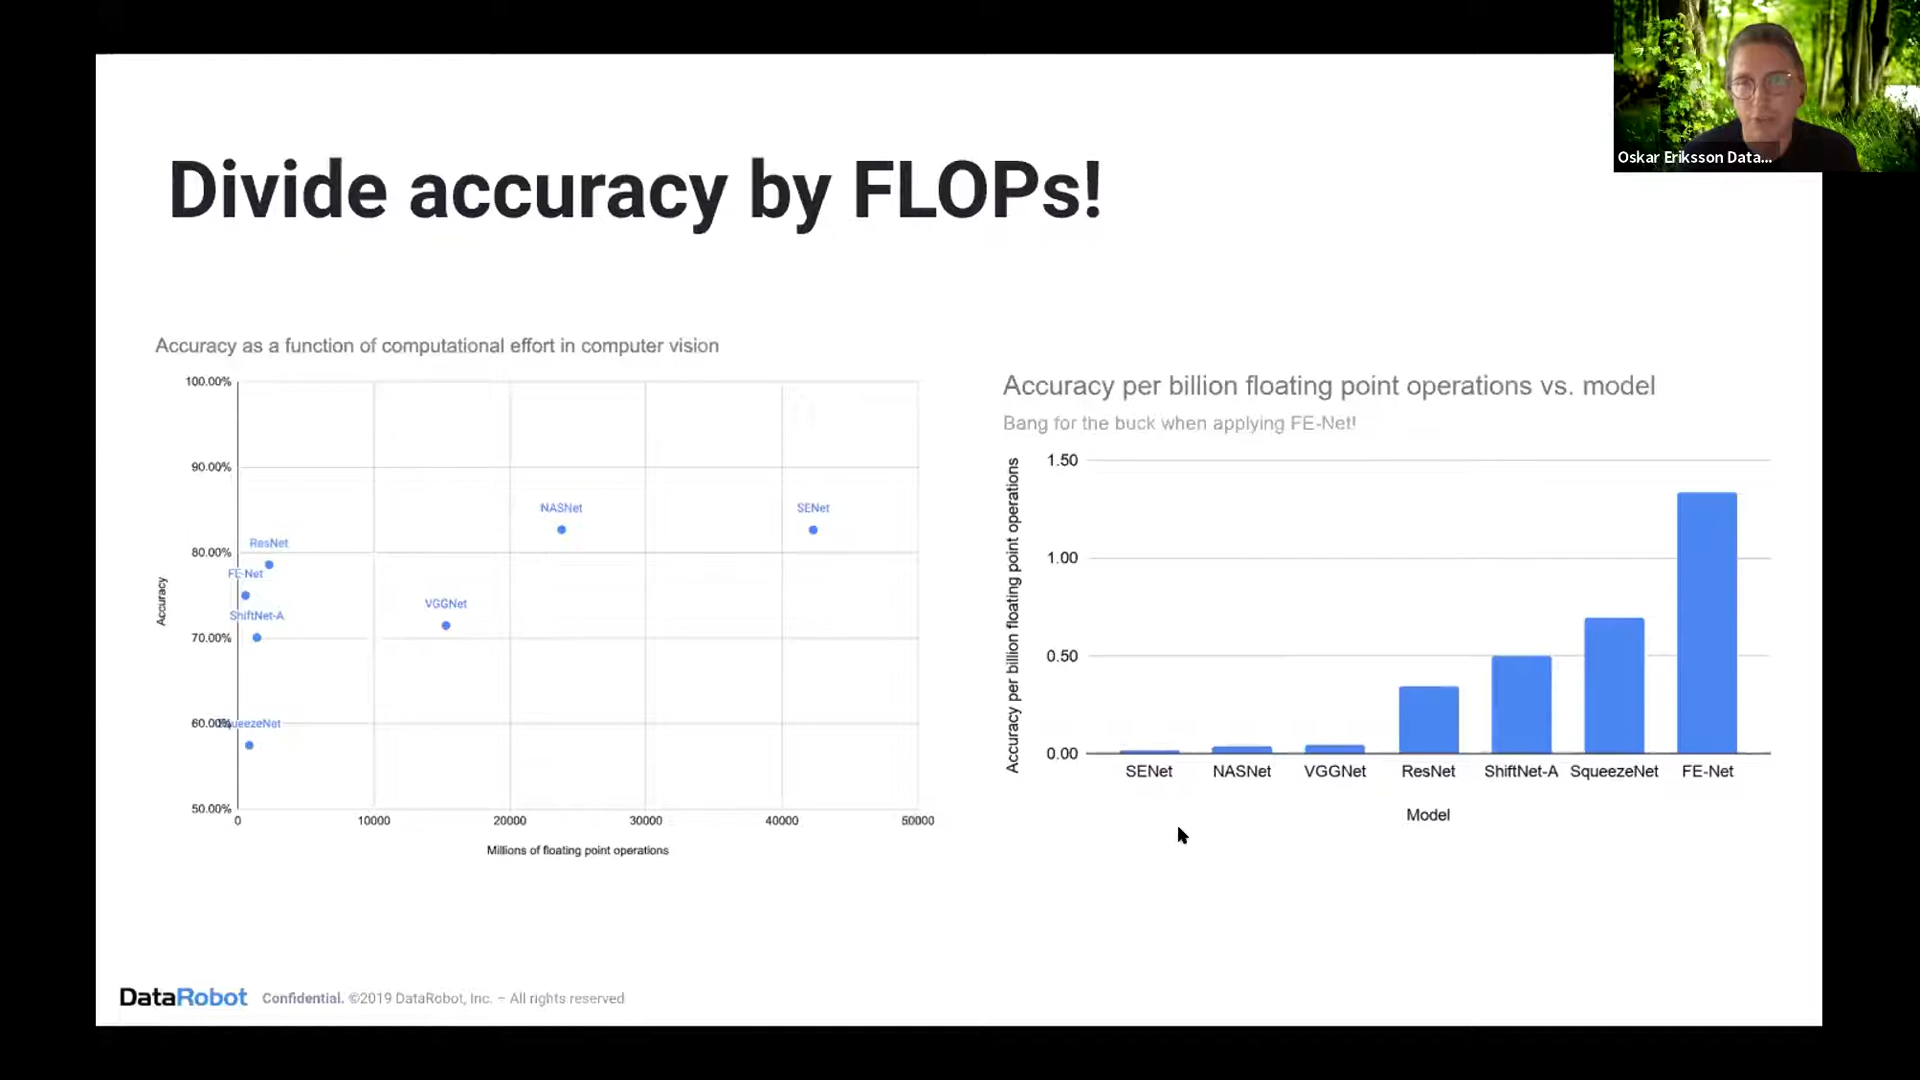 Oskar Eriksson Data...
Divide accuracy by FLOPs!
Accuracy as a function of computational effort in computer vision
100.00%
90.00%
80.00%
70.00%
60.00%
50.00%
Accuracy
NASNet
SENet
ResNet
FE-Net
VGGNet
ShiftNet-A
SqueezeNet
0
10000
20000
30000
40000
50000
Millions of floating point operations
Accuracy per billion floating point operations vs. model
Bang for the buck when applying FE-Net!
Accuracy per billion floating point operations
1.50
1.00
0.50
0.00
SENet
NASNet
VGGNet
ResNet
ShiftNet-A
SqueezeNet
FE-Net
Model
DataRobot Confidential. ©2019 DataRobot, Inc. – All rights reserved